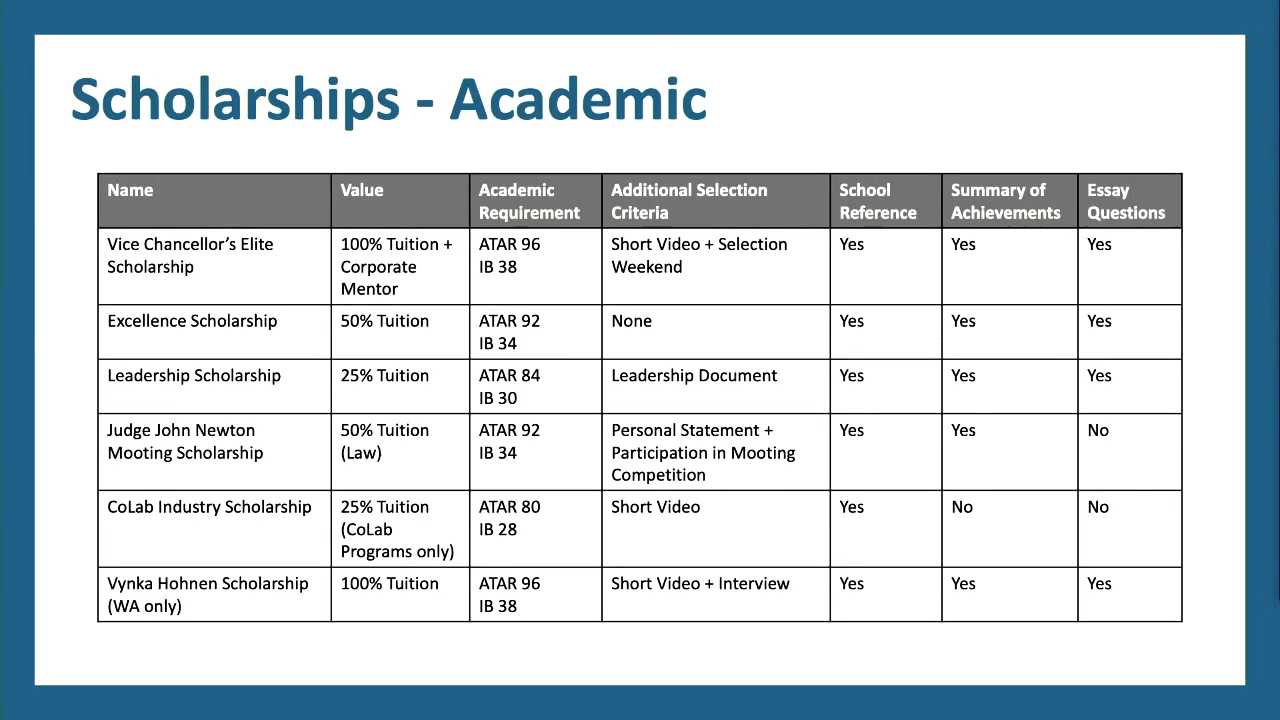 Scholarships - Academic
Name
Value
Academic
Requirement
Additional Selection
Criteria
School
Reference
Summary of
Achievements
Essay
Questions
Vice Chancellor’s Elite
Scholarship
100% Tuition +
Corporate
Mentor
ATAR 96
IB 38
Short Video + Selection
Weekend
Yes
Yes
Yes
Excellence Scholarship
50% Tuition
ATAR 92
IB 34
None
Yes
Yes
Yes
Leadership Scholarship
25% Tuition
ATAR 84
IB 30
Leadership Document
Yes
Yes
Yes
Judge John Newton
Mooting Scholarship
50% Tuition
(Law)
ATAR 92
IB 34
Personal Statement +
Participation in Mooting
Competition
Yes
Yes
No
CoLab Industry Scholarship
25% Tuition
(CoLab
Programs only)
ATAR 80
IB 28
Short Video
Yes
No
No
Vynka Hohnen Scholarship
(WA only)
100% Tuition
ATAR 96
IB 38
Short Video + Interview
Yes
Yes
Yes